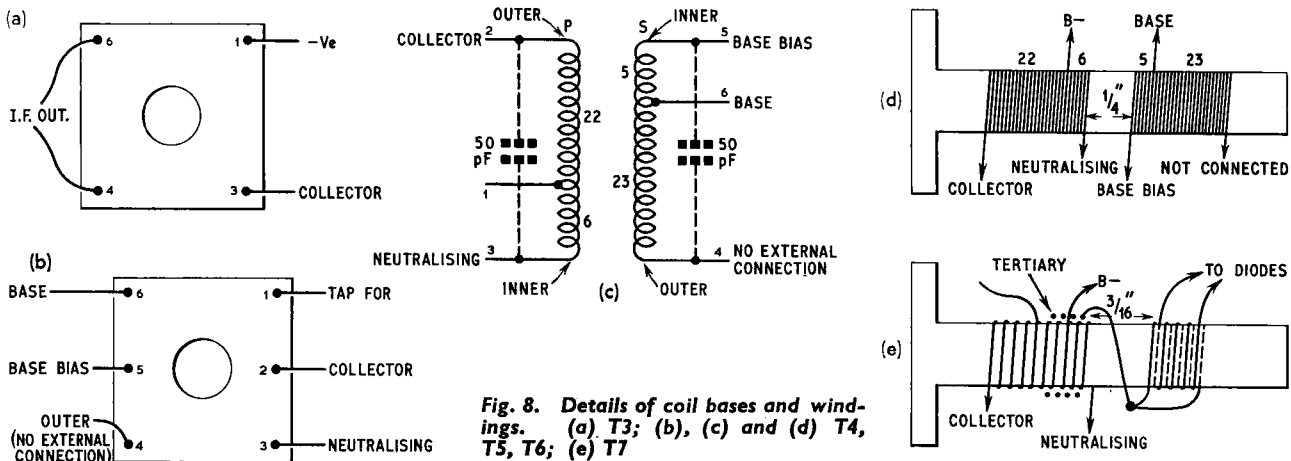 (a)
6
1
-Ve
I.F. OUT.
4
3
COLLECTOR
(b)
BASE
6
1
TAP FOR
BASE BIAS
5
2
COLLECTOR
OUTER
(NO EXTERNAL
CONNECTION)
4
3
NEUTRALISING
OUTER
P
S
INNER
COLLECTOR
2
5
BASE BIAS
5
6
BASE
22
50
pF
50
pF
23
1
6
NEUTRALISING
3
4
NO EXTERNAL
CONNECTION
INNER
(c)
OUTER
Fig. 8. Details of coil bases and wind-
ings. (a) T3; (b), (c) and (d) T4,
T5, T6; (e) T7
(d)
B-
BASE
22
6
5
23
1/4"
NEUTRALISING
NOT CONNECTED
COLLECTOR
BASE BIAS
(e)
TERTIARY
B-
TO DIODES
3/16"
COLLECTOR
NEUTRALISING